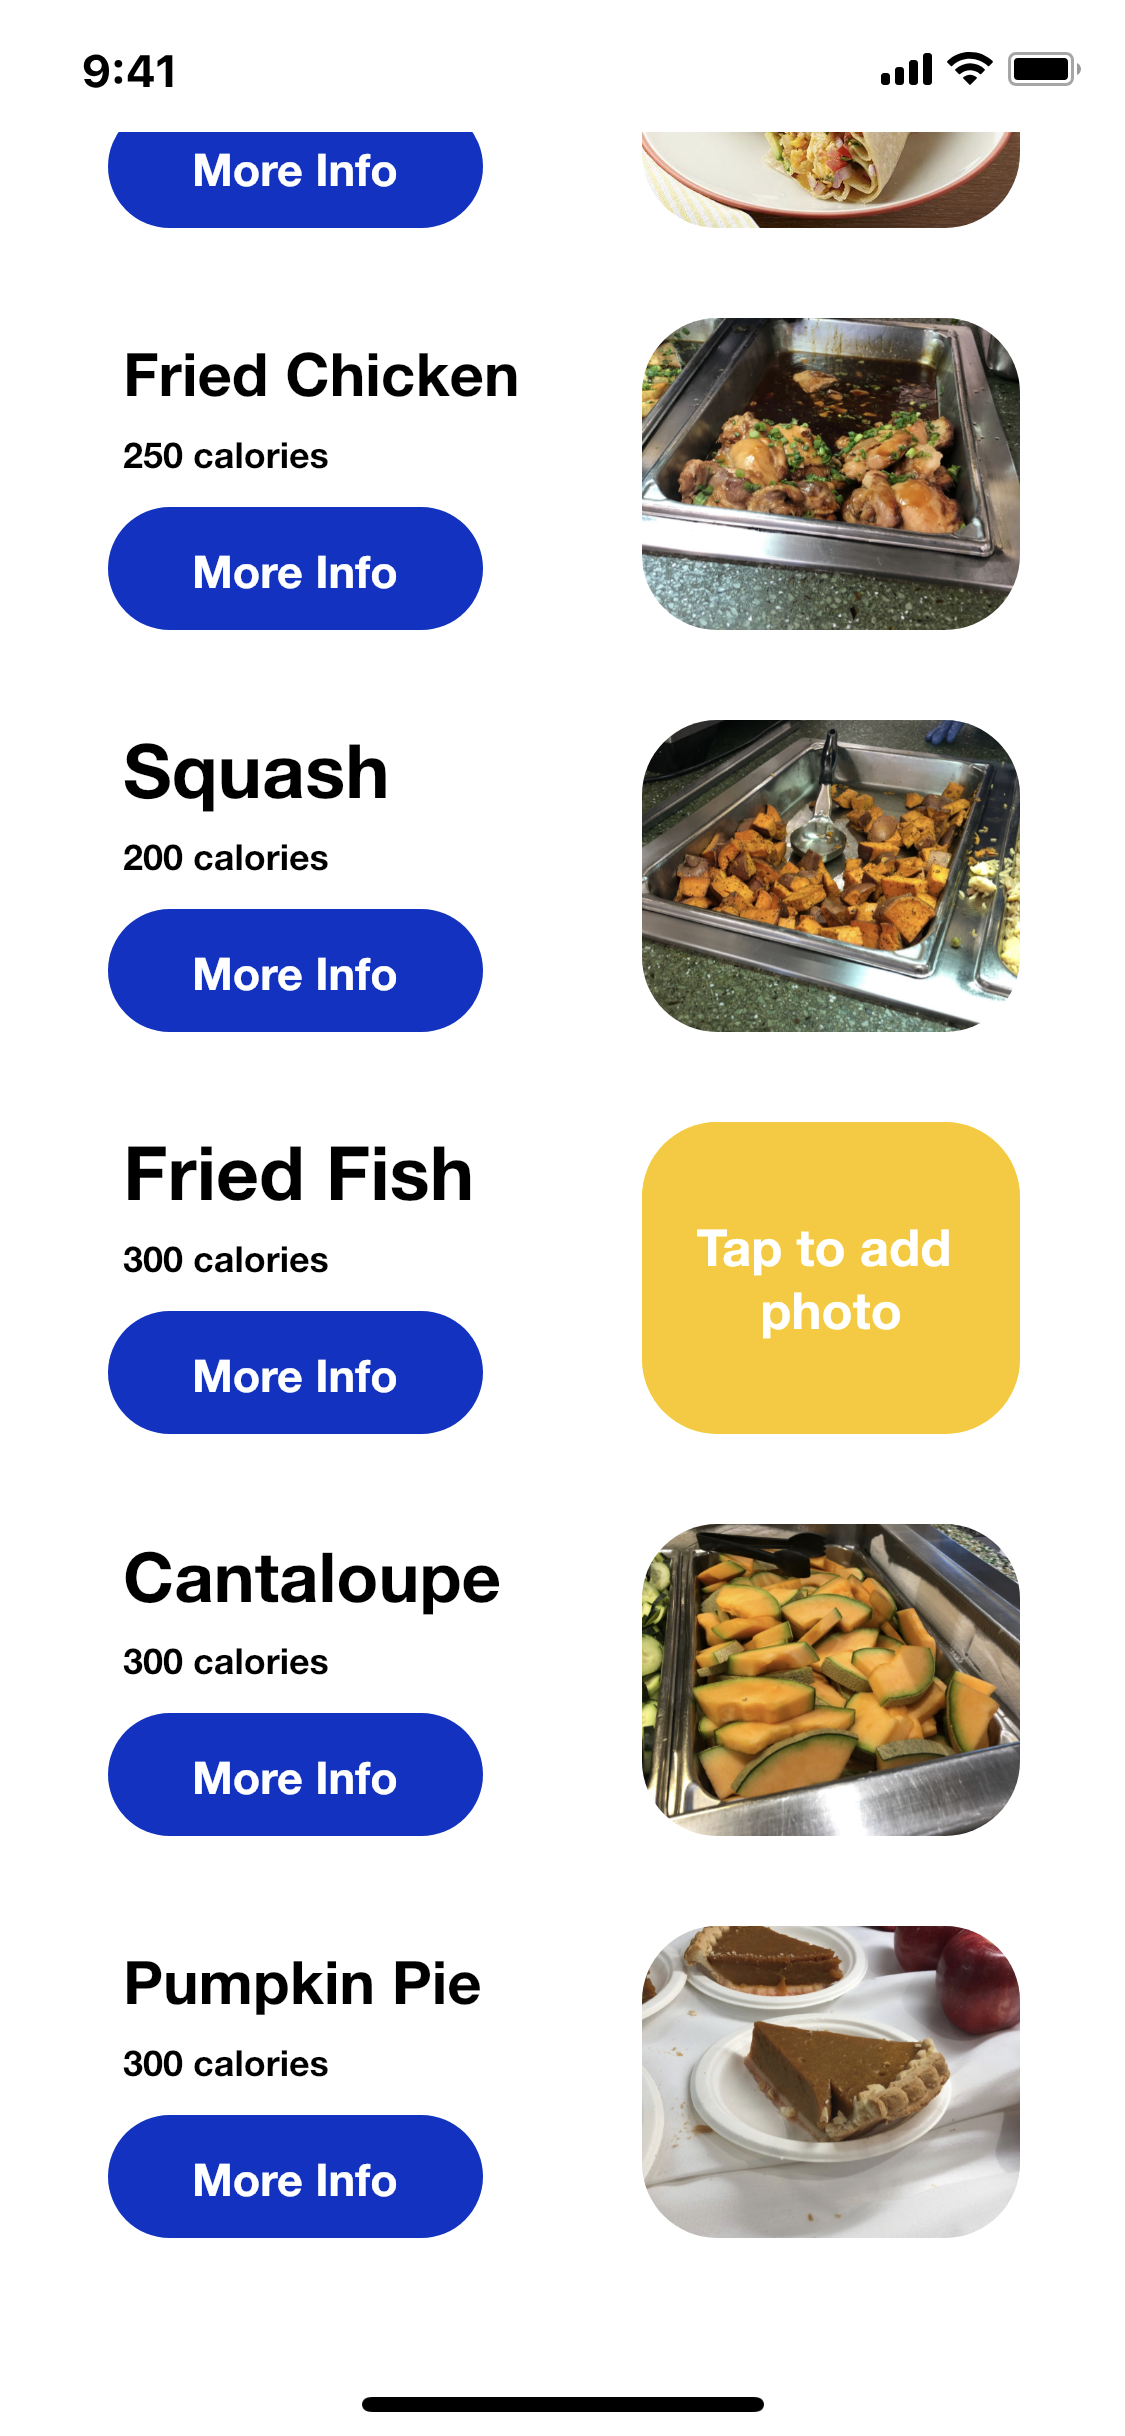 9:41
More Info
Fried Chicken
250 calories
More Info
Squash
200 calories
More Info
Fried Fish
300 calories
More Info
Tap to add
photo
Cantaloupe
300 calories
More Info
Pumpkin Pie
300 calories
More Info